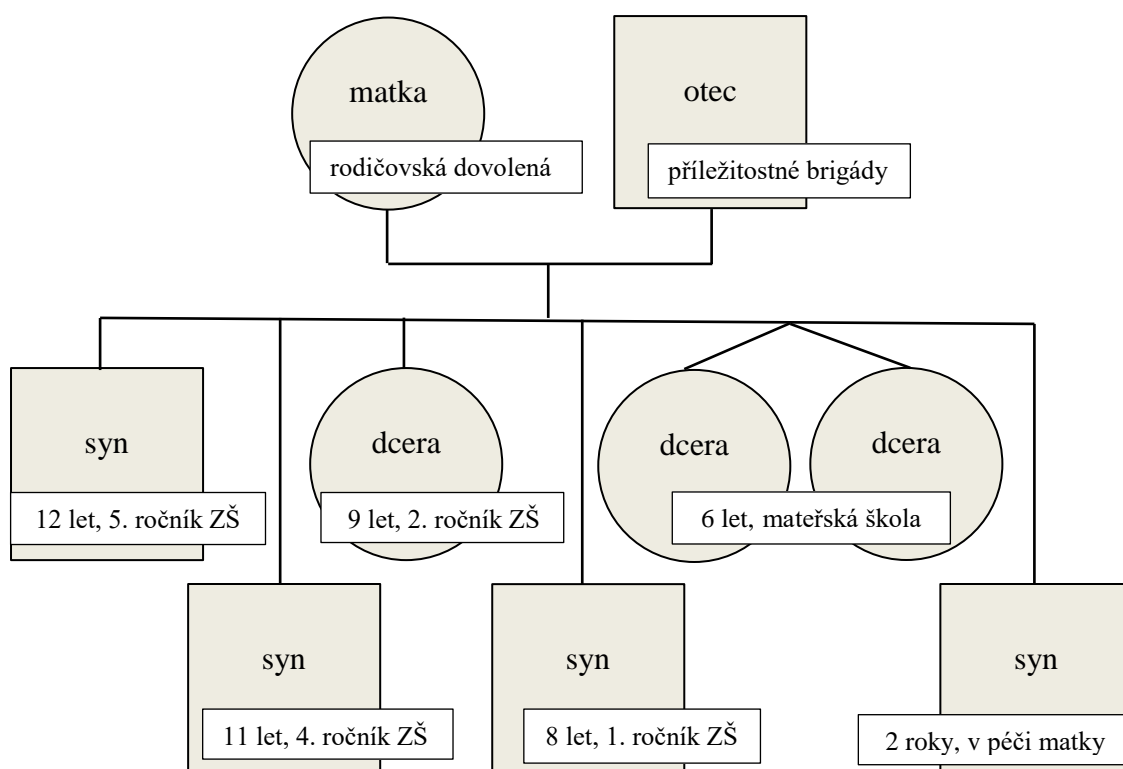 matka
rodičovská dovolená
otec
příležitostné brigády
syn
12 let, 5. ročník ZŠ
dcera
9 let, 2. ročník ZŠ
dcera
dcera
6 let, mateřská škola
syn
11 let, 4. ročník ZŠ
syn
8 let, 1. ročník ZŠ
syn
2 roky, v péči matky